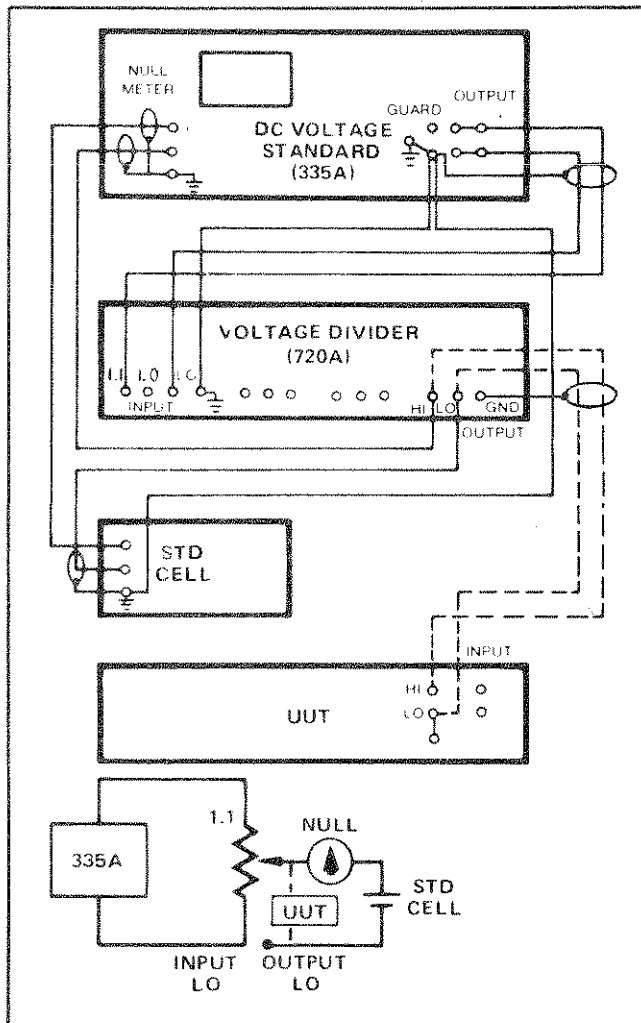 NULL
METER
GUARD
OUTPUT
DC VOLTAGE
STANDARD
(335A)
VOLTAGE DIVIDER
(720A)
1.1 1.0 LO
INPUT
HI LO GND
OUTPUT
STD
CELL
INPUT
HI
UUT
LO
1.1
NULL
335A
STD
CELL
UUT
INPUT OUTPUT
LO LO